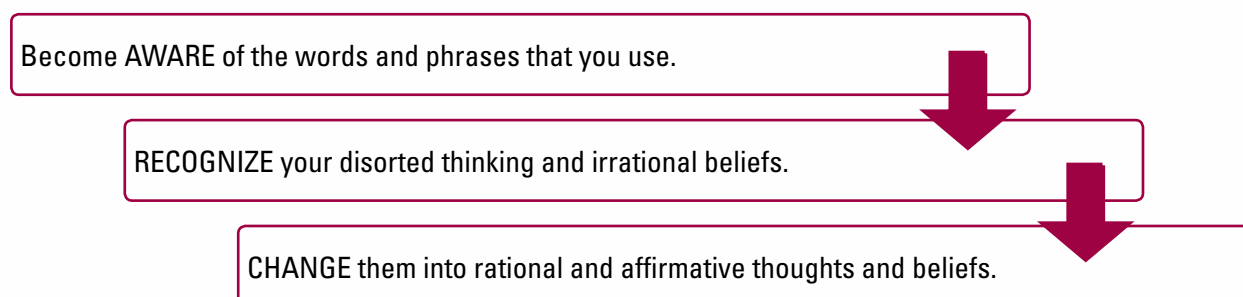 Become AWARE of the words and phrases that you use.
RECOGNIZE your disorted thinking and irrational beliefs.
CHANGE them into rational and affirmative thoughts and beliefs.